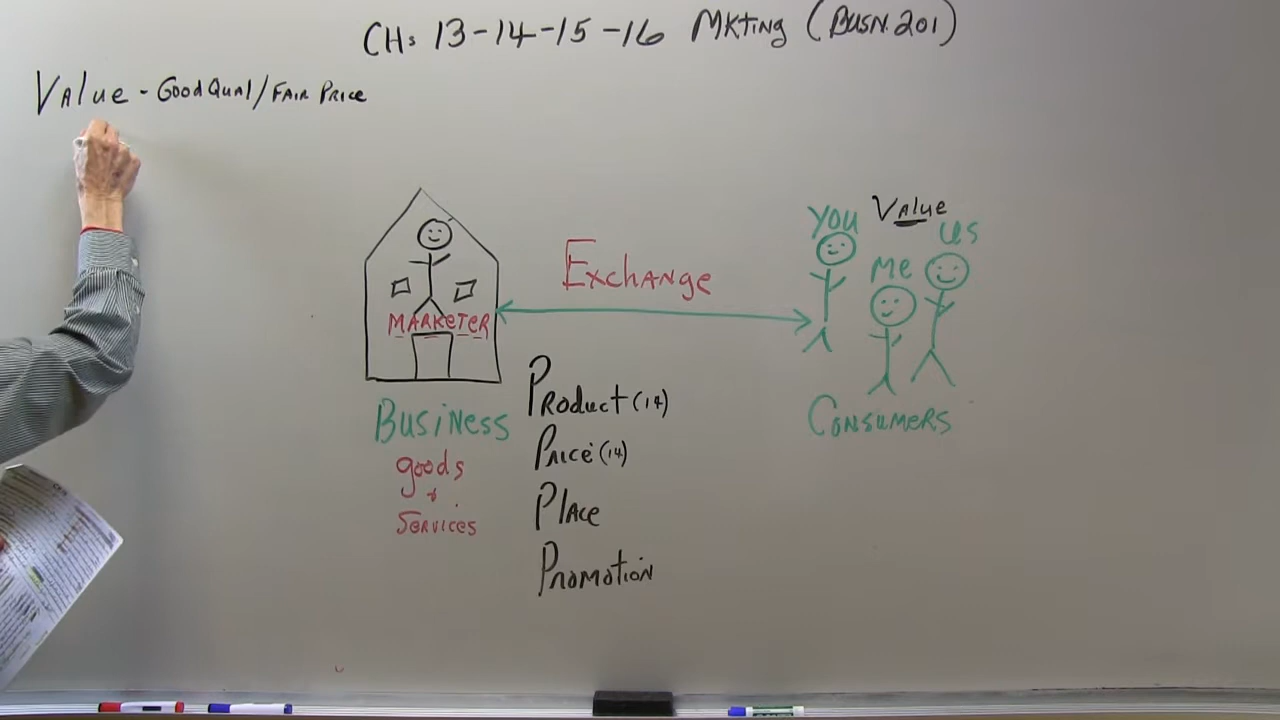 CH: 13-14-15-16 MKTing (BUSN. 201)
Value - Good Qual/Fair Price
You Value us
Me
Exchange
MARKETER
Product (14)
Business
Consumers
goods
Price (14)
&
Services
Place
Promotion